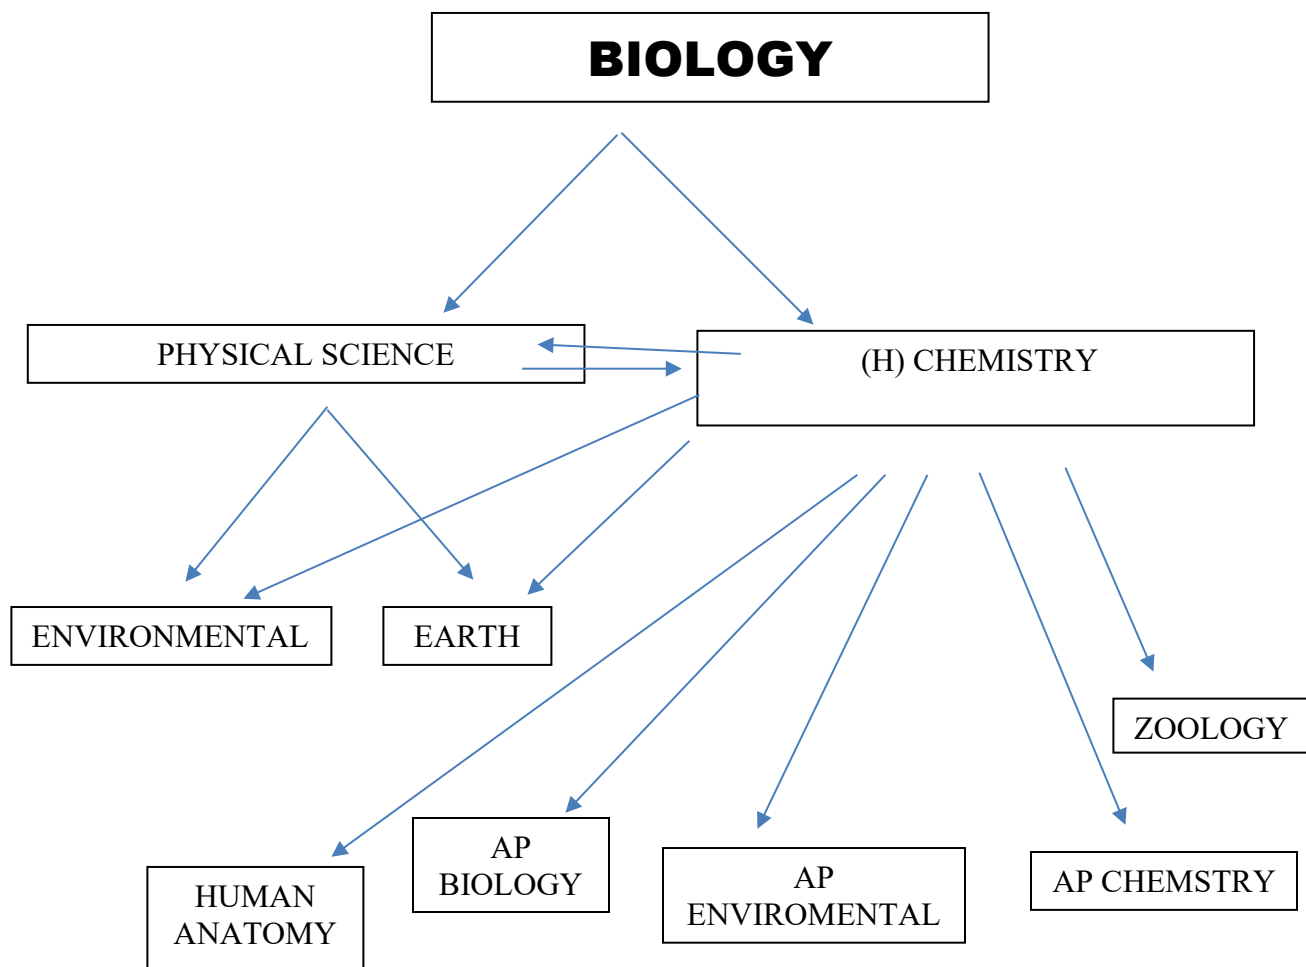 BIOLOGY
PHYSICAL SCIENCE
(H) CHEMISTRY
ENVIRONMENTAL
EARTH
ZOOLOGY
AP
BIOLOGY
AP
ENVIROMENTAL
AP CHEMSTRY
HUMAN
ANATOMY